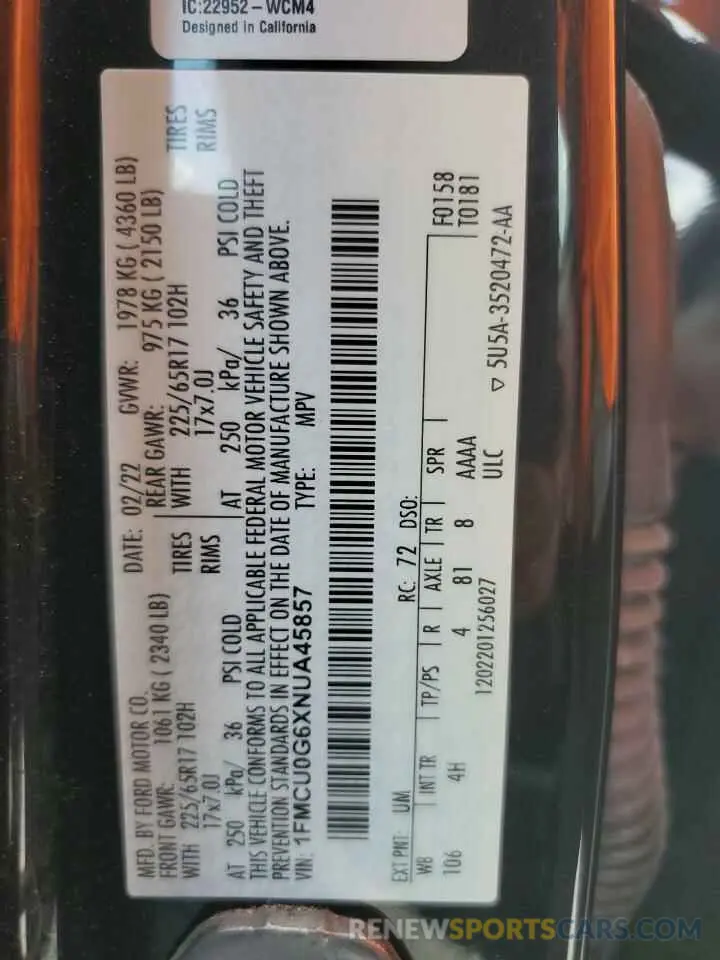 IC:22952-WCM4
Designed in California
MFD. BY FORD MOTOR CO.
DATE: 02/22 GVWR: 1978 KG ( 4360 LB)
FRONT GAWR: 1061 KG ( 2340 LB) REAR GAWR: 975 KG ( 2150 LB)
WITH 225/65R17 102H TIRES WITH 225/65R17 102H TIRES
17x7.0J RIMS 17x7.0J RIMS
AT 250 kPa/ 36 PSI COLD AT 250 kPa/ 36 PSI COLD
THIS VEHICLE CONFORMS TO ALL APPLICABLE FEDERAL MOTOR VEHICLE SAFETY AND THEFT
PREVENTION STANDARDS IN EFFECT ON THE DATE OF MANUFACTURE SHOWN ABOVE.
VIN: 1FMCU0G6XNUA45857 TYPE: MPV
EXT PNT: UM RC: 72 DSO: F0158
WB INT TR TP/PS R AXLE TR SPR T0181
106 4H 4 81 8 AAAA
1202201256027 ULC
▽ 5U5A-3520472-AA
RENEWSPORTSCARS.COM